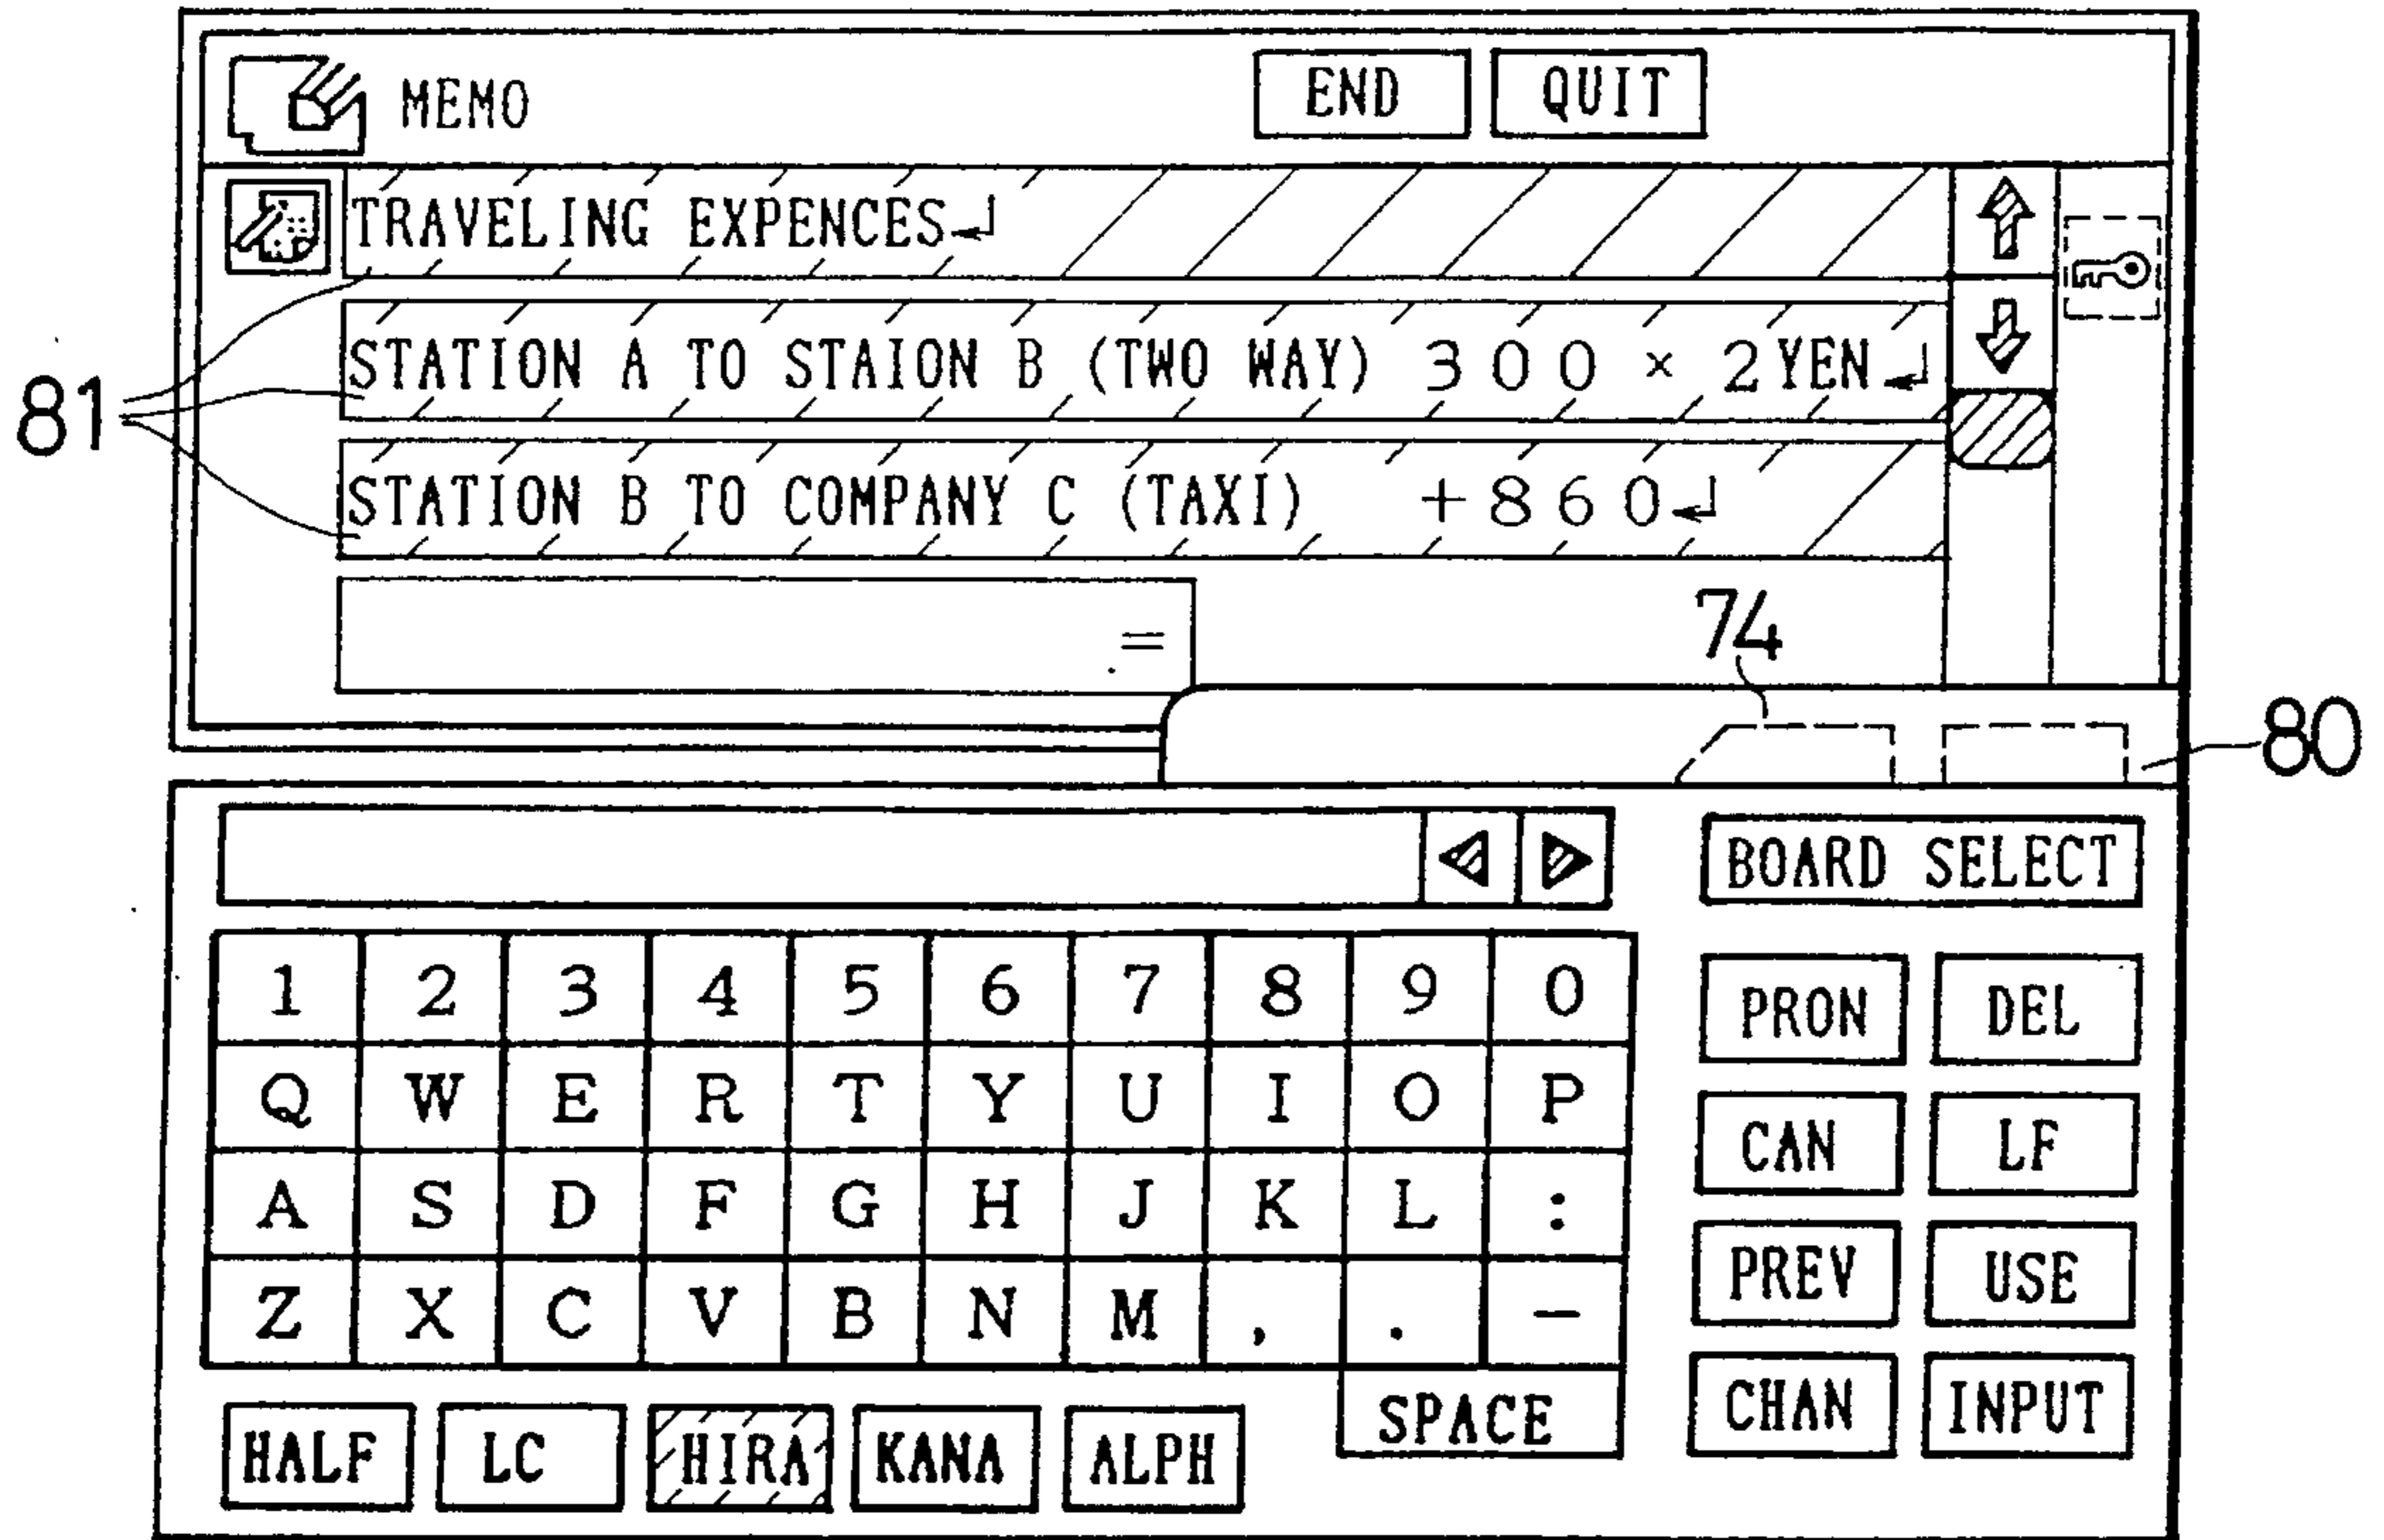 MEMO END QUIT
TRAVELING EXPENCES↲
STATION A TO STAION B (TWO WAY) 300 × 2YEN↲
81
STATION B TO COMPANY C (TAXI) +860↲
=
74
80
BOARD SELECT
1 2 3 4 5 6 7 8 9 0
PRON DEL
Q W E R T Y U I O P
CAN LF
A S D F G H J K L :
PREV USE
Z X C V B N M , . −
CHAN INPUT
SPACE
HALF LC HIRA KANA ALPH